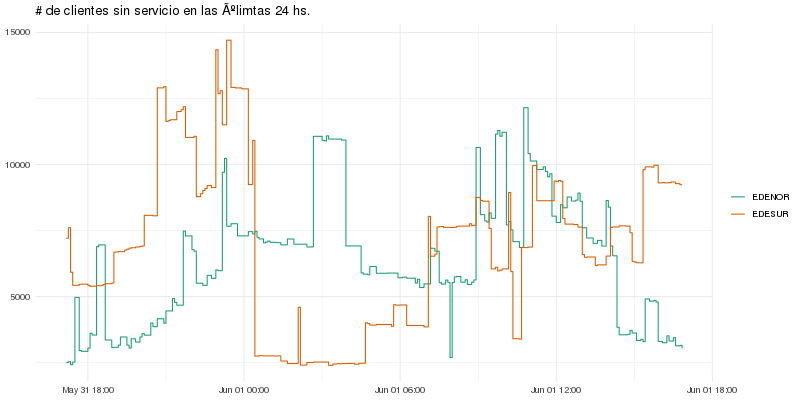 # de clientes sin servicio en las Ãºlimtas 24 hs.
15000
10000
5000
May 31 18:00
Jun 01 00:00
Jun 01 06:00
Jun 01 12:00
Jun 01 18:00
EDENOR
EDESUR